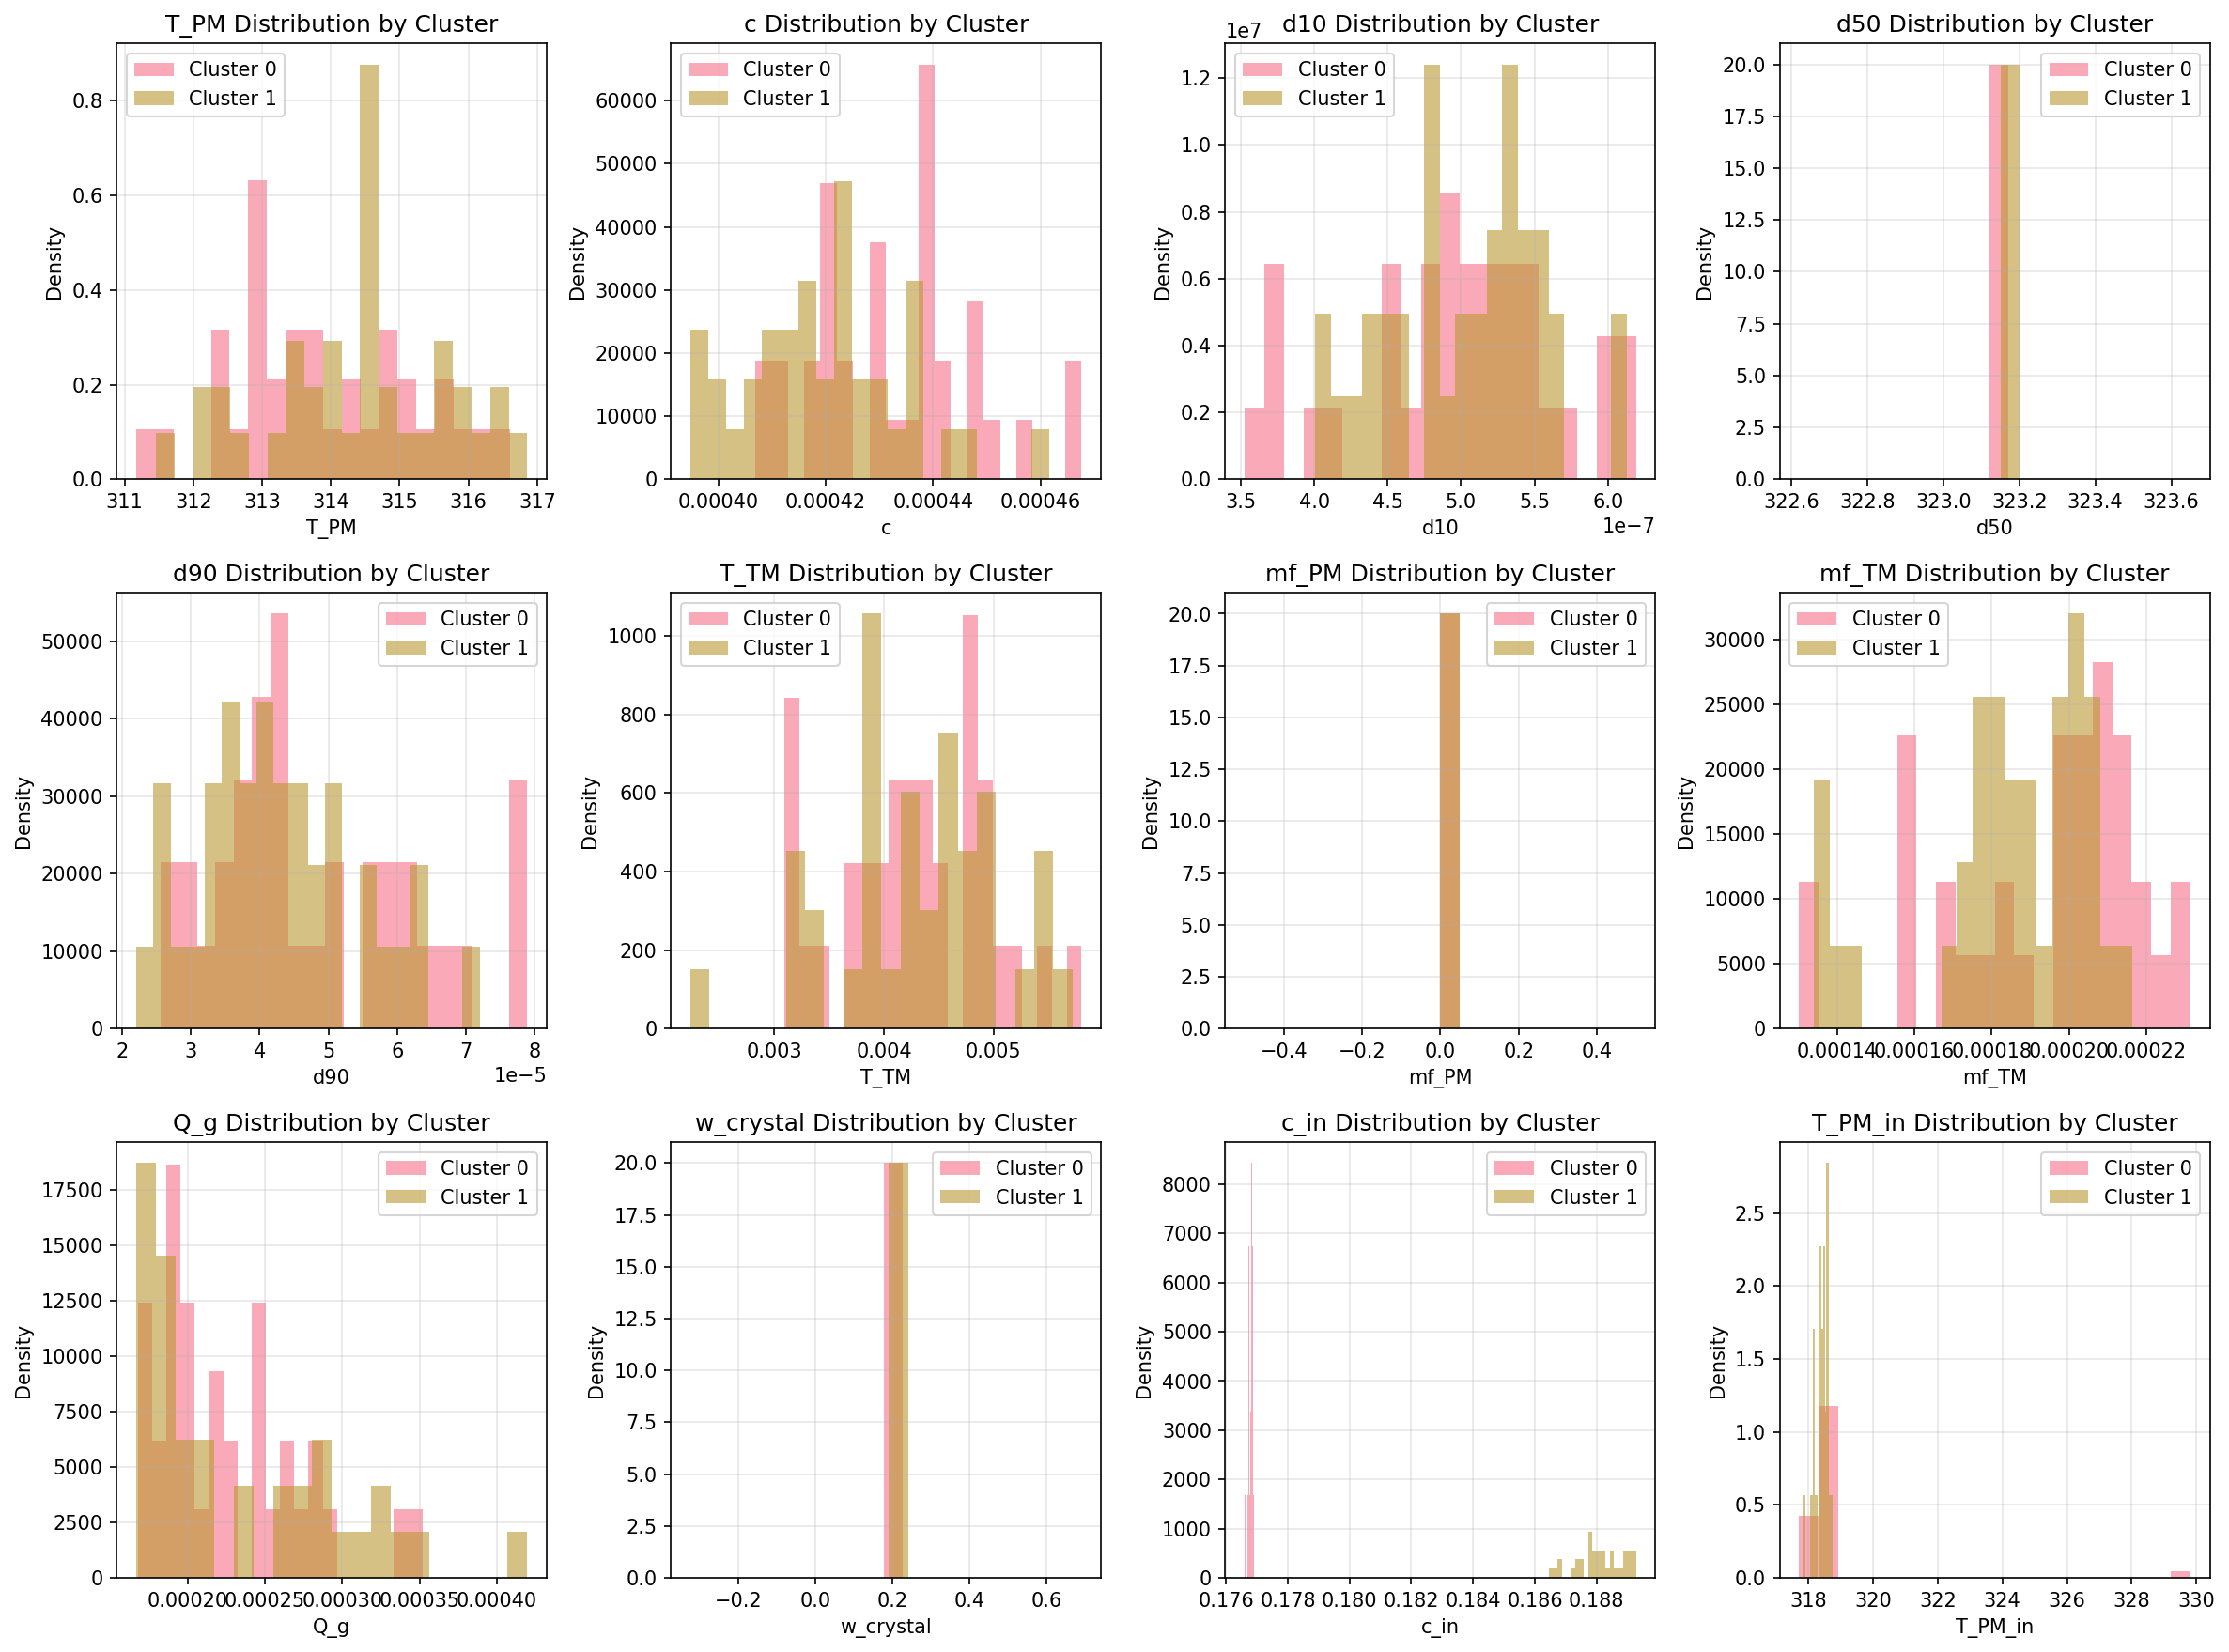 T_PM Distribution by Cluster
Cluster 0
Cluster 1
Density
0.0
0.2
0.4
0.6
0.8
311 312 313 314 315 316 317
T_PM
c Distribution by Cluster
Cluster 0
Cluster 1
Density
0
10000
20000
30000
40000
50000
60000
0.00040 0.00042 0.00044 0.00046
c
d10 Distribution by Cluster
1e7
Cluster 0
Cluster 1
Density
0.0
0.2
0.4
0.6
0.8
1.0
1.2
3.5 4.0 4.5 5.0 5.5 6.0
1e−7
d10
d50 Distribution by Cluster
Cluster 0
Cluster 1
Density
0.0
2.5
5.0
7.5
10.0
12.5
15.0
17.5
20.0
322.6 322.8 323.0 323.2 323.4 323.6
d50
d90 Distribution by Cluster
Cluster 0
Cluster 1
Density
0
10000
20000
30000
40000
50000
2 3 4 5 6 7 8
1e−5
d90
T_TM Distribution by Cluster
Cluster 0
Cluster 1
Density
0
200
400
600
800
1000
0.003 0.004 0.005
T_TM
mf_PM Distribution by Cluster
Cluster 0
Cluster 1
Density
0.0
2.5
5.0
7.5
10.0
12.5
15.0
17.5
20.0
−0.4 −0.2 0.0 0.2 0.4
mf_PM
mf_TM Distribution by Cluster
Cluster 0
Cluster 1
Density
0
5000
10000
15000
20000
25000
30000
0.00014 0.00016 0.00018 0.00020 0.00022
mf_TM
Q_g Distribution by Cluster
Cluster 0
Cluster 1
Density
0
2500
5000
7500
10000
12500
15000
17500
0.00020 0.00025 0.00030 0.00035 0.00040
Q_g
w_crystal Distribution by Cluster
Cluster 0
Cluster 1
Density
0.0
2.5
5.0
7.5
10.0
12.5
15.0
17.5
20.0
−0.2 0.0 0.2 0.4 0.6
w_crystal
c_in Distribution by Cluster
Cluster 0
Cluster 1
Density
0
1000
2000
3000
4000
5000
6000
7000
8000
0.176 0.178 0.180 0.182 0.184 0.186 0.188
c_in
T_PM_in Distribution by Cluster
Cluster 0
Cluster 1
Density
0.0
0.5
1.0
1.5
2.0
2.5
318 320 322 324 326 328 330
T_PM_in